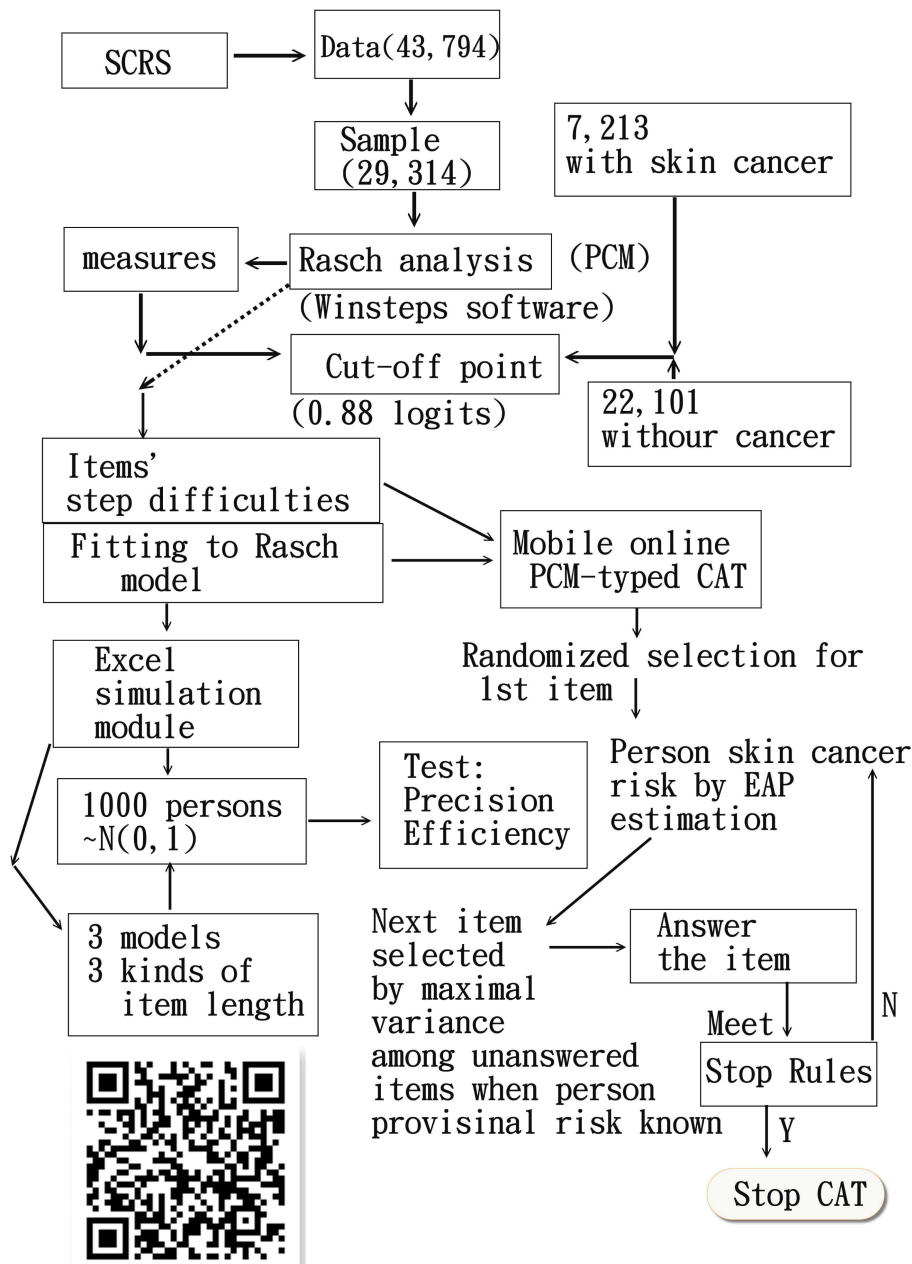 SCRS
Data(43,794)
Sample
(29,314)
7,213
with skin cancer
measures
Rasch analysis
(PCM)
(Winsteps software)
Cut-off point
(0.88 logits)
22,101
withour cancer
Items'
step difficulties
Fitting to Rasch
model
Mobile online
PCM-typed CAT
Excel
simulation
module
Randomized selection for
1st item
1000 persons
~N(0,1)
Test:
Precision
Efficiency
Person skin cancer
risk by EAP
estimation
3 models
3 kinds of
item length
Next item
selected
by maximal
variance
among unanswered
items when person
provisinal risk known
Answer
the item
Meet
N
Stop Rules
Y
Stop CAT